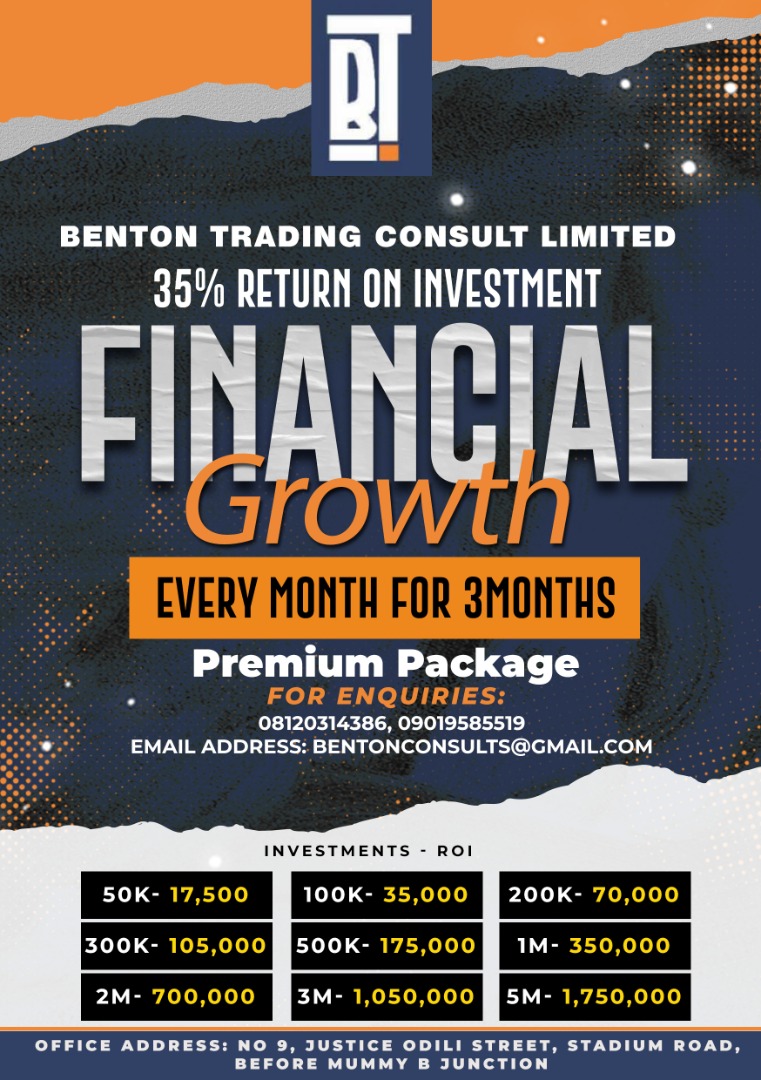 BT
BENTON TRADING CONSULT LIMITED
35% RETURN ON INVESTMENT
FINANCIAL
Growth
EVERY MONTH FOR 3MONTHS
Premium Package
FOR ENQUIRIES:
08120314386, 09019585519
EMAIL ADDRESS: BENTONCONSULTS@GMAIL.COM
INVESTMENTS - ROI
50K- 17,500 100K- 35,000 200K- 70,000
300K- 105,000 500K- 175,000 1M- 350,000
2M- 700,000 3M- 1,050,000 5M- 1,750,000
OFFICE ADDRESS: NO 9, JUSTICE ODILI STREET, STADIUM ROAD,
BEFORE MUMMY B JUNCTION